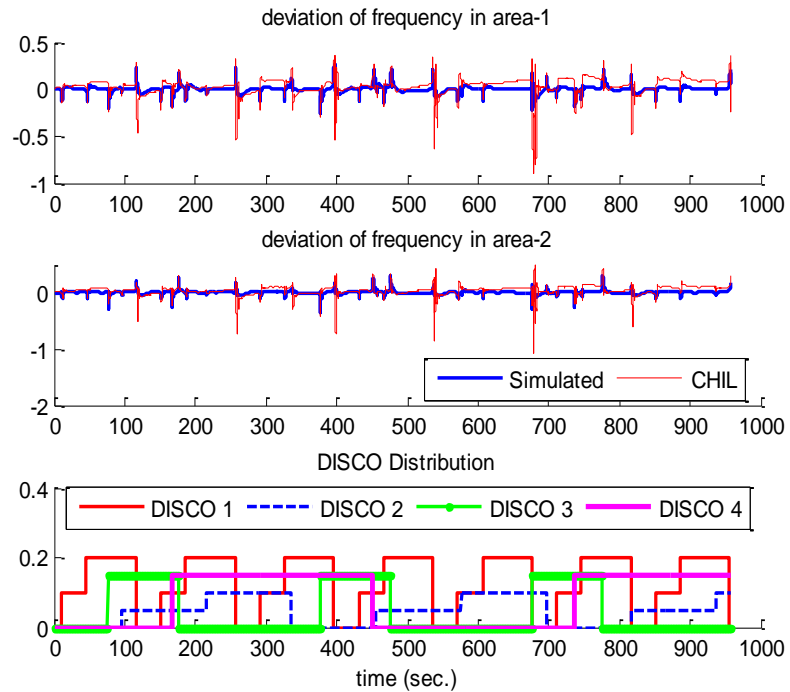 deviation of frequency in area-1
0.5
0
-0.5
-1
0 100 200 300 400 500 600 700 800 900 1000
deviation of frequency in area-2
0
-1
-2
Simulated CHIL
0 100 200 300 400 500 600 700 800 900 1000
DISCO Distribution
0.4
DISCO 1 DISCO 2 DISCO 3 DISCO 4
0.2
0
0 100 200 300 400 500 600 700 800 900 1000
time (sec.)